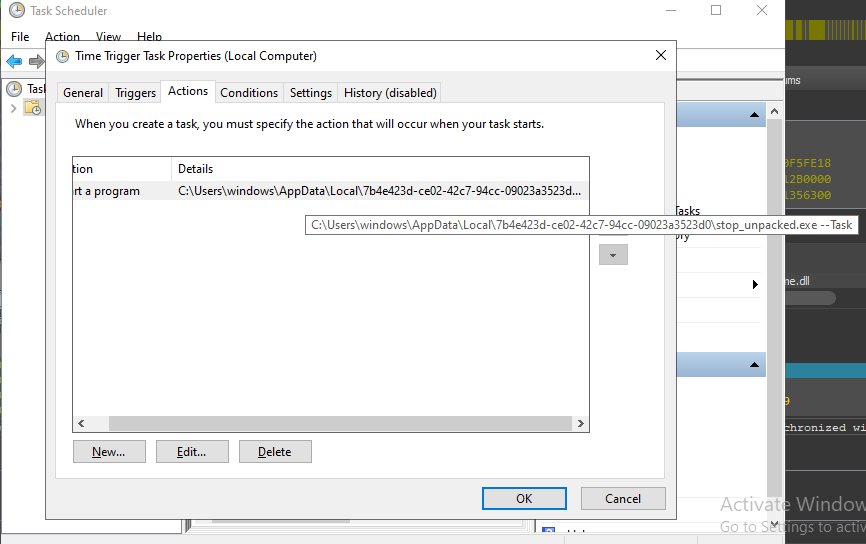 Task Scheduler
File Action View Help
Time Trigger Task Properties (Local Computer)
General Triggers Actions Conditions Settings History (disabled)
When you create a task, you must specify the action that will occur when your task starts.
tion Details
rt a program C:\Users\windows\AppData\Local\7b4e423d-ce02-42c7-94cc-09023a3523d...
C:\Users\windows\AppData\Local\7b4e423d-ce02-42c7-94cc-09023a3523d0\stop_unpacked.exe --Task
New... Edit... Delete
OK Cancel
Task
Tasks
ums
0F5FE18
12B0000
1356300
me.dll
9
chronized wi
Activate Window
Go to Settings to activ